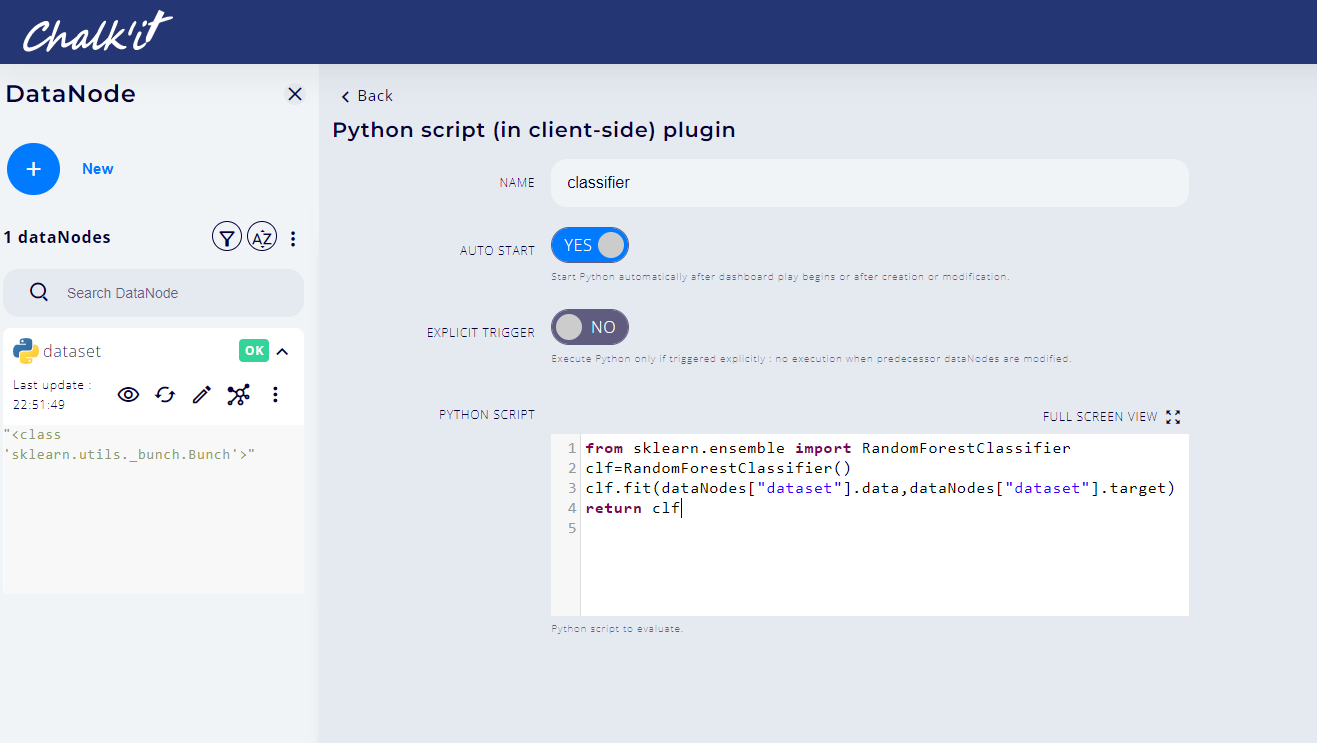 Chalk'it
DataNode
New
1 dataNodes
AZ
Search DataNode
dataset OK
Last update :
22:51:49
"<class
'sklearn.utils._bunch.Bunch'>"
Back
Python script (in client-side) plugin
NAME classifier
AUTO START YES
Start Python automatically after dashboard play begins or after creation or modification.
EXPLICIT TRIGGER NO
Execute Python only if triggered explicitly : no execution when predecessor dataNodes are modified.
PYTHON SCRIPT FULL SCREEN VIEW
1 from sklearn.ensemble import RandomForestClassifier
2 clf=RandomForestClassifier()
3 clf.fit(dataNodes["dataset"].data,dataNodes["dataset"].target)
4 return clf
5
Python script to evaluate.